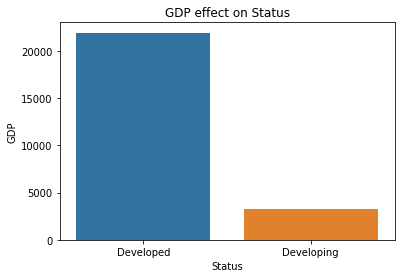 GDP effect on Status
20000
15000
10000
5000
0
GDP
Developed
Developing
Status